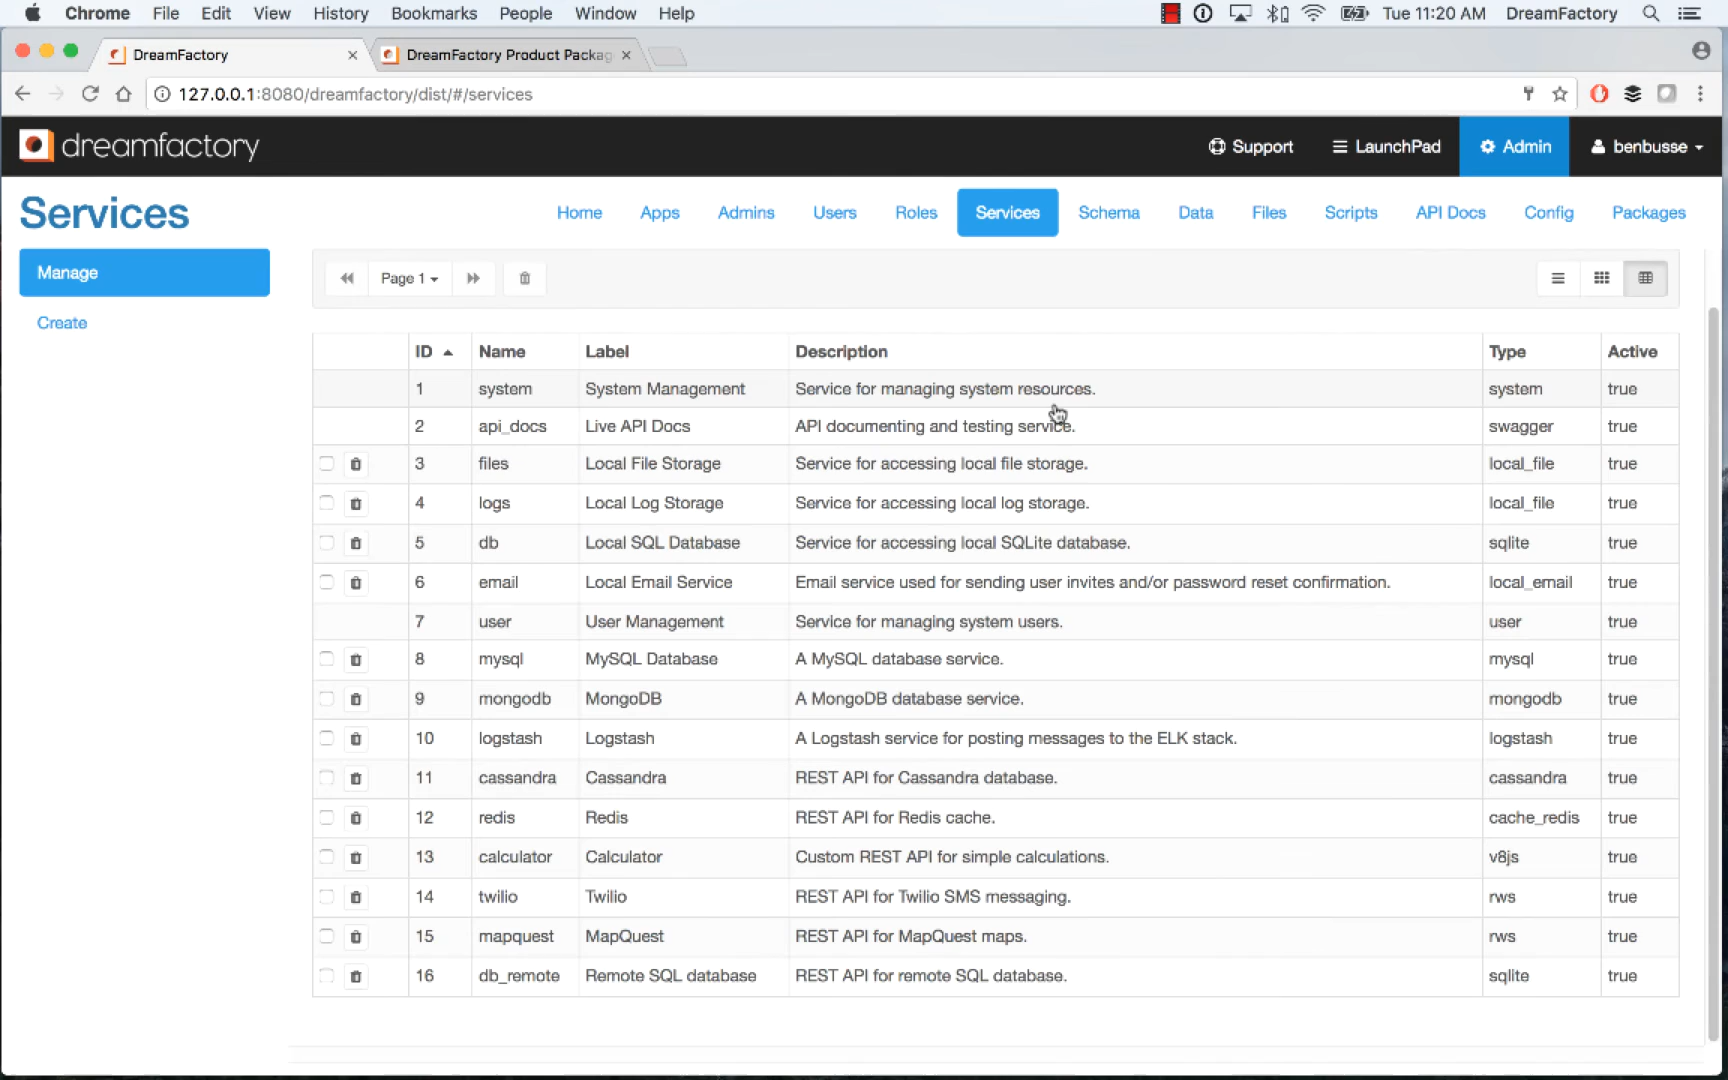 Chrome File Edit View History Bookmarks People Window Help Tue 11:20 AM DreamFactory
DreamFactory DreamFactory Product Packag
127.0.0.1:8080/dreamfactory/dist/#/services
dreamfactory Support LaunchPad Admin benbusse
Services Home Apps Admins Users Roles Services Schema Data Files Scripts API Docs Config Packages
Manage
Page 1
Create
ID Name Label Description Type Active
1 system System Management Service for managing system resources. system true
2 api_docs Live API Docs API documenting and testing service. swagger true
3 files Local File Storage Service for accessing local file storage. local_file true
4 logs Local Log Storage Service for accessing local log storage. local_file true
5 db Local SQL Database Service for accessing local SQLite database. sqlite true
6 email Local Email Service Email service used for sending user invites and/or password reset confirmation. local_email true
7 user User Management Service for managing system users. user true
8 mysql MySQL Database A MySQL database service. mysql true
9 mongodb MongoDB A MongoDB database service. mongodb true
10 logstash Logstash A Logstash service for posting messages to the ELK stack. logstash true
11 cassandra Cassandra REST API for Cassandra database. cassandra true
12 redis Redis REST API for Redis cache. cache_redis true
13 calculator Calculator Custom REST API for simple calculations. v8js true
14 twilio Twilio REST API for Twilio SMS messaging. rws true
15 mapquest MapQuest REST API for MapQuest maps. rws true
16 db_remote Remote SQL database REST API for remote SQL database. sqlite true